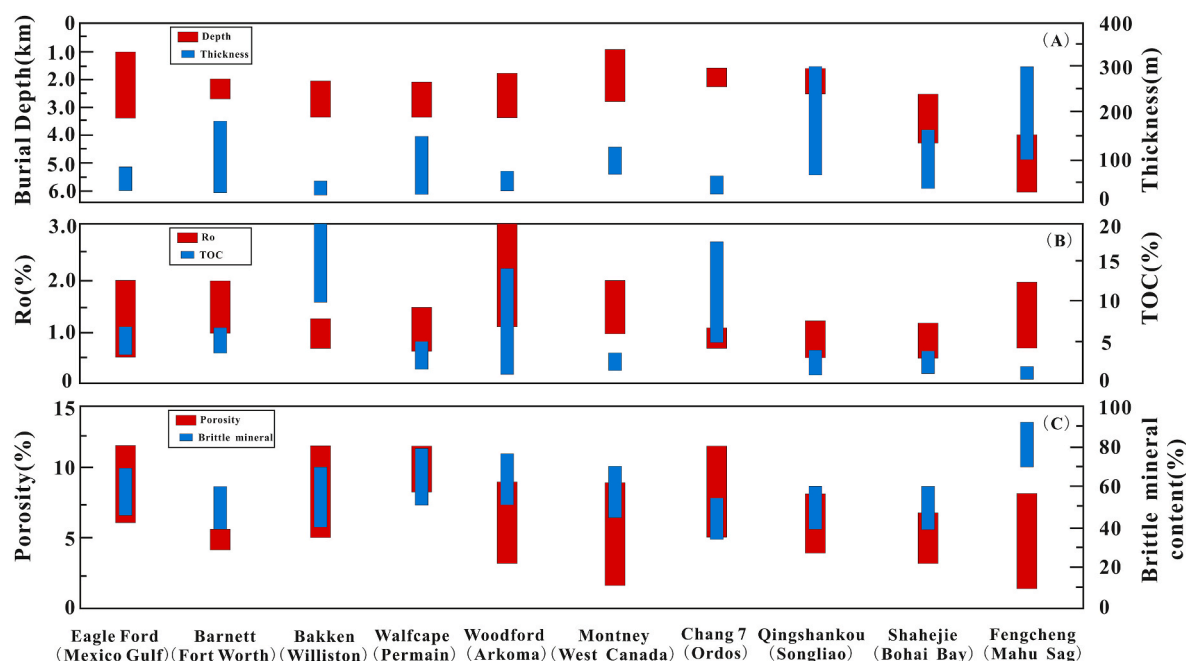 Burial Depth(km)
0
1.0
2.0
3.0
4.0
5.0
6.0
Depth
Thickness
(A)
400
300
200
100
0
Thickness(m)
Ro(%)
3.0
2.0
1.0
0
Ro
TOC
(B)
20
15
10
5
0
TOC(%)
Porosity(%)
15
10
5
0
Porosity
Brittle mineral
(C)
100
80
60
40
20
0
Brittle mineral
content(%)
Eagle Ford
(Mexico Gulf)
Barnett
(Fort Worth)
Bakken
(Williston)
Walfcape
(Permain)
Woodford
(Arkoma)
Montney
(West Canada)
Chang 7
(Ordos)
Qingshankou
(Songliao)
Shahejie
(Bohai Bay)
Fengcheng
(Mahu Sag)